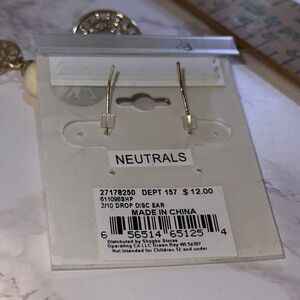 NEUTRALS
27178250 DEPT 157 $ 12.00
611096SHP
2/10 DROP DISC EAR
MADE IN CHINA
6 56514 65125 4
Distributed by Shopko Stores
Operating Co LLC Green Bay WI 54307
Not Intended for Children 12 and under